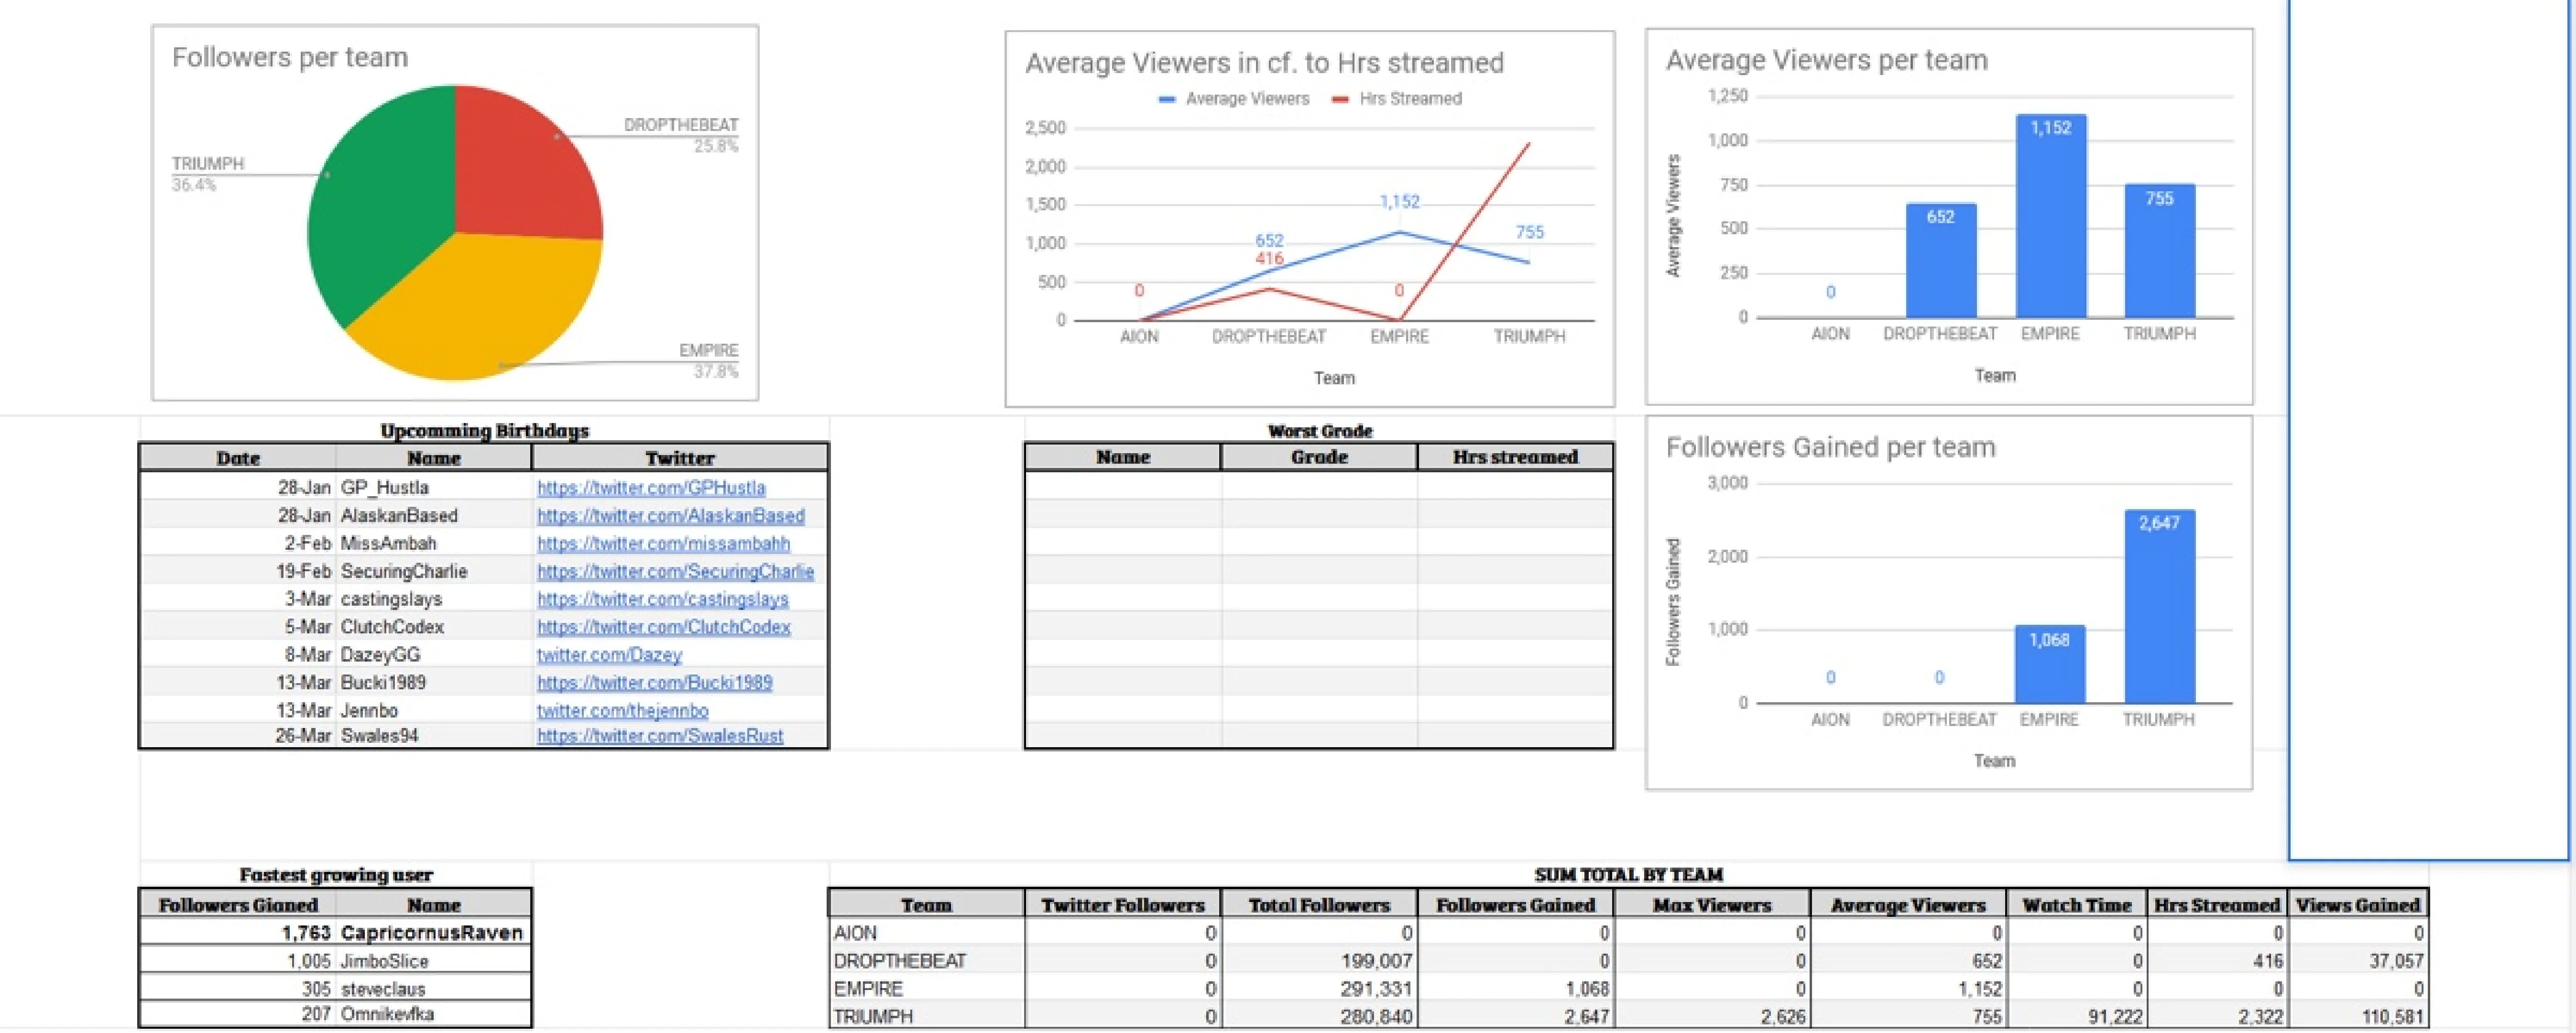 Followers per team
DROPTHEBEAT
25.8%
TRIUMPH
36.4%
EMPIRE
37.8%
Average Viewers in cf. to Hrs streamed
Average Viewers Hrs Streamed
2,500
2,000
1,500
1,000
500
0
0
652
416
1,152
0
755
AION DROPTHEBEAT EMPIRE TRIUMPH
Team
Average Viewers per team
Average Viewers
1,250
1,000
750
500
250
0
0
652
1,152
755
AION DROPTHEBEAT EMPIRE TRIUMPH
Team
Upcomming Birthdays
Date Name Twitter
28-Jan GP_Hustla https://twitter.com/GPHustla
28-Jan AlaskanBased https://twitter.com/AlaskanBased
2-Feb MissAmbah https://twitter.com/missambahh
19-Feb SecuringCharlie https://twitter.com/SecuringCharlie
3-Mar castingslays https://twitter.com/castingslays
5-Mar ClutchCodex https://twitter.com/ClutchCodex
8-Mar DazeyGG twitter.com/Dazey
13-Mar Bucki1989 https://twitter.com/Bucki1989
13-Mar Jennbo twitter.com/thejennbo
26-Mar Swales94 https://twitter.com/SwalesRust
Worst Grade
Name Grade Hrs streamed
Followers Gained per team
Followers Gained
3,000
2,000
1,000
0
0
0
1,068
2,647
AION DROPTHEBEAT EMPIRE TRIUMPH
Team
Fastest growing user
Followers Gianed Name
1,763 CapricornusRaven
1,005 JimboSlice
305 steveclaus
207 Omnikevfka
SUM TOTAL BY TEAM
Team Twitter Followers Total Followers Followers Gained Max Viewers Average Viewers Watch Time Hrs Streamed Views Gained
AION 0 0 0 0 0 0 0 0
DROPTHEBEAT 0 199,007 0 0 652 0 416 37,057
EMPIRE 0 291,331 1,068 0 1,152 0 0 0
TRIUMPH 0 280,840 2,647 2,626 755 91,222 2,322 110,581